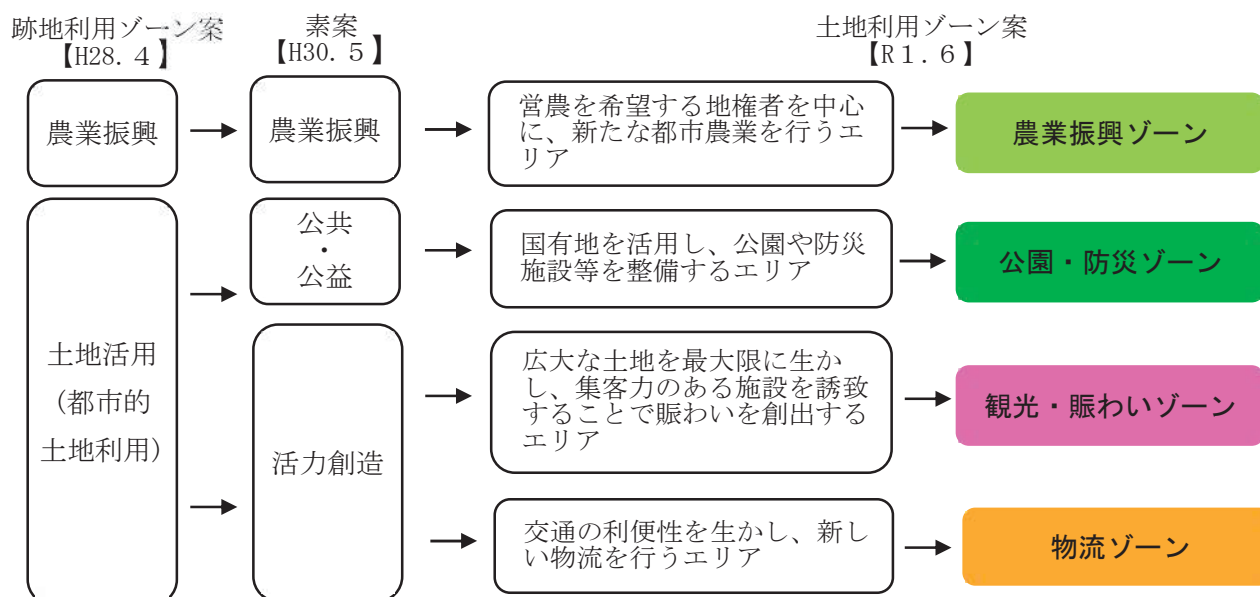 跡地利用ゾーン案
【H28.4】
素案
【H30.5】
土地利用ゾーン案
【R1.6】
農業振興
農業振興
営農を希望する地権者を中心
に、新たな都市農業を行うエ
リア
農業振興ゾーン
土地活用
(都市的
土地利用)
公共
・
公益
国有地を活用し、公園や防災
施設等を整備するエリア
公園・防災ゾーン
活力創造
広大な土地を最大限に生か
し、集客力のある施設を誘致
することで賑わいを創出する
エリア
観光・賑わいゾーン
交通の利便性を生かし、新し
い物流を行うエリア
物流ゾーン